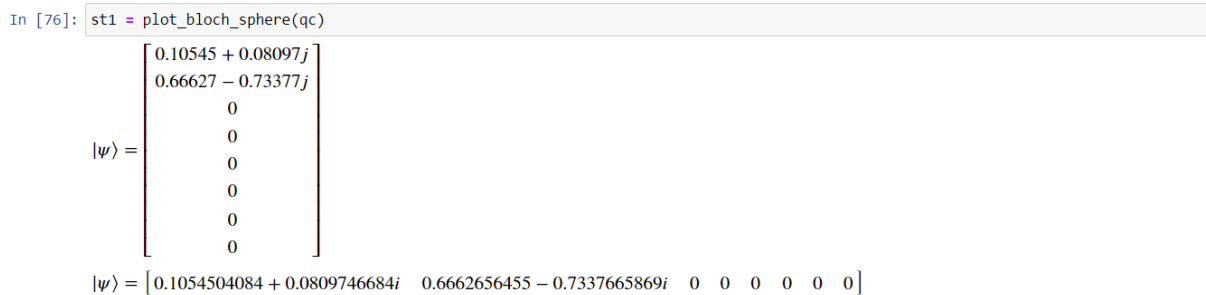 In [76]: st1 = plot_bloch_sphere(qc)
0.10545 + 0.08097j
0.66627 − 0.73377j
0
0
|ψ⟩ =
0
0
0
0
|ψ⟩ = [0.1054504084 + 0.0809746684i 0.6662656455 − 0.7337665869i 0 0 0 0 0 0]